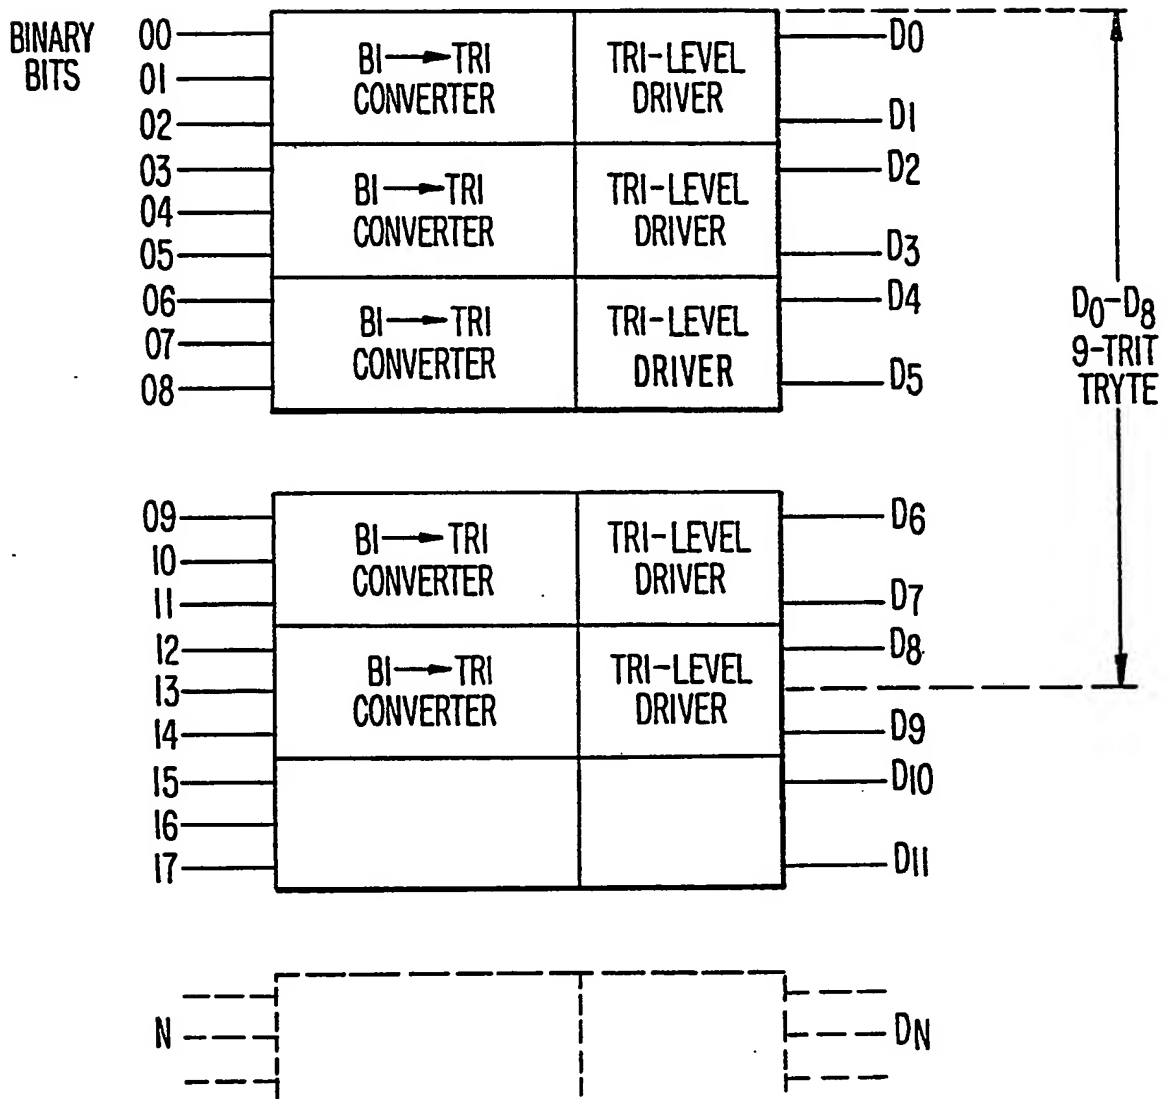 BINARY
BITS
00
01
02
BI→TRI
CONVERTER
TRI-LEVEL
DRIVER
D0
D1
03
04
05
BI→TRI
CONVERTER
TRI-LEVEL
DRIVER
D2
D3
06
07
08
BI→TRI
CONVERTER
TRI-LEVEL
DRIVER
D4
D5
D0-D8
9-TRIT
TRYTE
09
10
11
BI→TRI
CONVERTER
TRI-LEVEL
DRIVER
D6
D7
12
13
14
BI→TRI
CONVERTER
TRI-LEVEL
DRIVER
D8
D9
15
16
17
D10
D11
N
DN